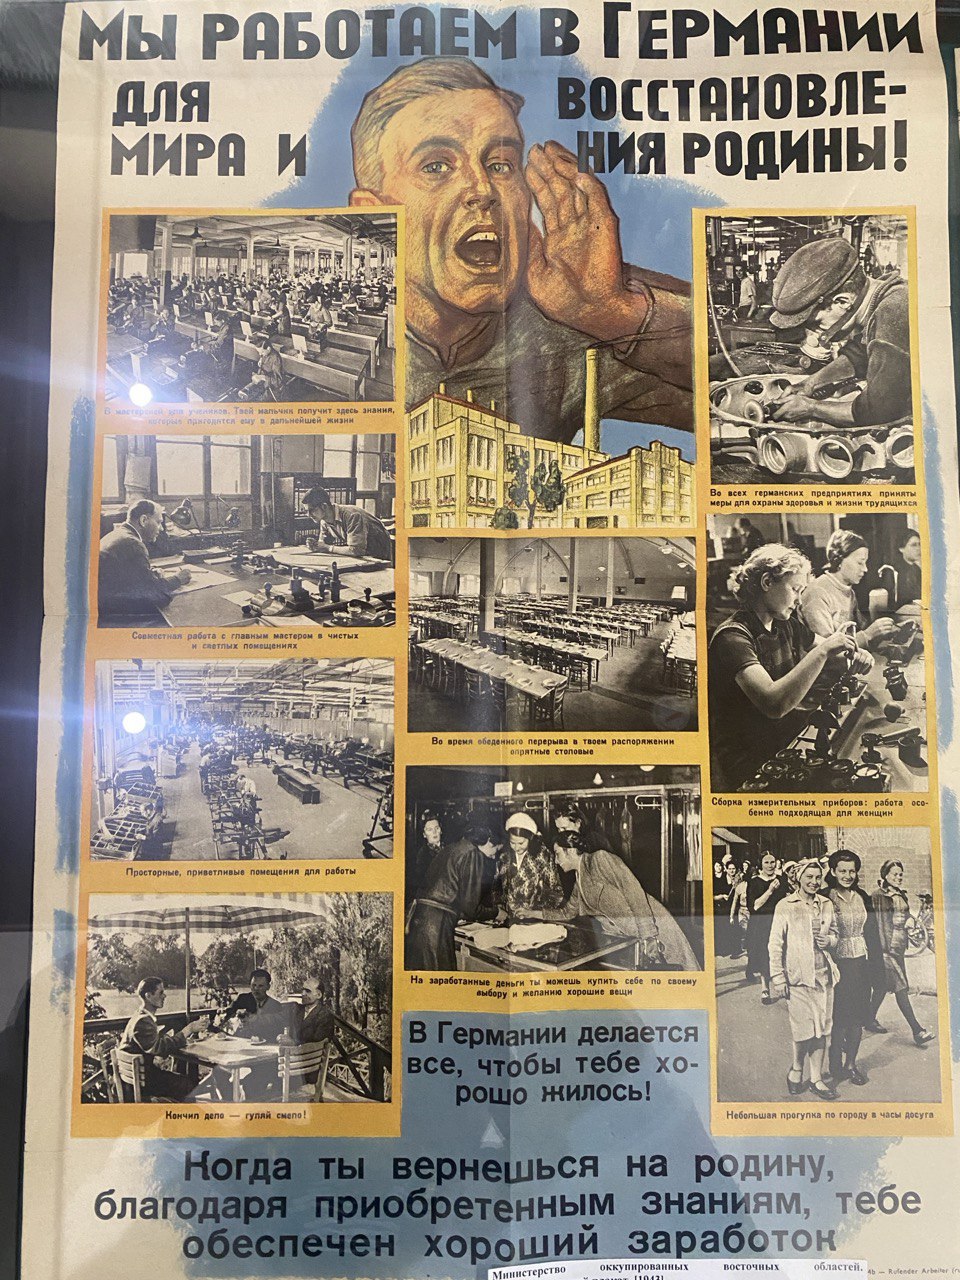 МЫ РАБОТАЕМ В ГЕРМАНИИ
ДЛЯ ВОССТАНОВЛЕ-
МИРА И НИЯ РОДИНЫ!
В мастерской для учеников. Твой мальчик получит здесь знания,
которые пригодятся ему в дальнейшей жизни
Совместная работа с главным мастером в чистых
и светлых помещениях
Просторные, приветливые помещения для работы
Кончил дело — гуляй смело!
Во время обеденного перерыва в твоем распоряжении
опрятные столовые
На заработанные деньги ты можешь купить себе по своему
выбору и желанию хорошие вещи
Во всех германских предприятиях приняты
меры для охраны здоровья и жизни трудящихся
Сборка измерительных приборов: работа осо-
бенно подходящая для женщин
Небольшая прогулка по городу в часы досуга
В Германии делается
все, чтобы тебе хо-
рошо жилось!
Когда ты вернешься на родину,
благодаря приобретенным знаниям, тебе
обеспечен хороший заработок
4b — Rufender Arbeiter
Министерство оккупированных восточных областей.
[1943]